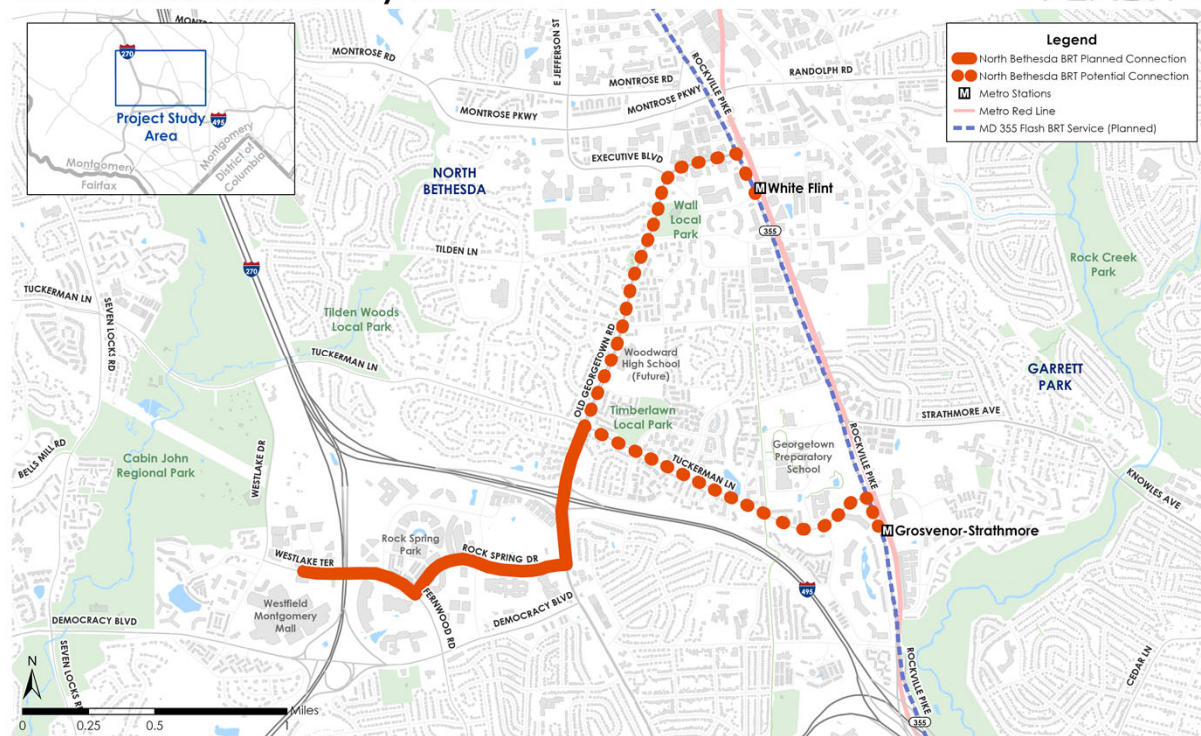 MONTROSE RD
MONTROSE RD
MONTROSE PKWY
MONTROSE PKWY
E JEFFERSON ST
ROCKVILLE PIKE
RANDOLPH RD
270
Project Study
Area
495
Montgomery
Fairfax
Montgomery
District of
Columbia
Legend
North Bethesda BRT Planned Connection
North Bethesda BRT Potential Connection
M Metro Stations
Metro Red Line
MD 355 Flash BRT Service (Planned)
EXECUTIVE BLVD
NORTH
BETHESDA
M White Flint
Wall
Local
Park
355
TILDEN LN
270
Rock Creek
Park
TUCKERMAN LN
SEVEN LOCKS RD
Tilden Woods
Local Park
TUCKERMAN LN
OLD GEORGETOWN RD
Woodward
High School
(Future)
GARRETT
PARK
Timberlawn
Local Park
STRATHMORE AVE
BELLS MILL RD
Cabin John
Regional Park
WESTLAKE DR
Georgetown
Preparatory
School
ROCKVILLE PIKE
TUCKERMAN LN
KNOWLES AVE
M Grosvenor-Strathmore
Rock Spring
Park
ROCK SPRING DR
WESTLAKE TER
FERNWOOD RD
495
Westfield
Montgomery
Mall
DEMOCRACY BLVD
DEMOCRACY BLVD
SEVEN LOCKS
ROCKVILLE PIKE
CEDAR LN
355
N
Miles
0 0.25 0.5 1